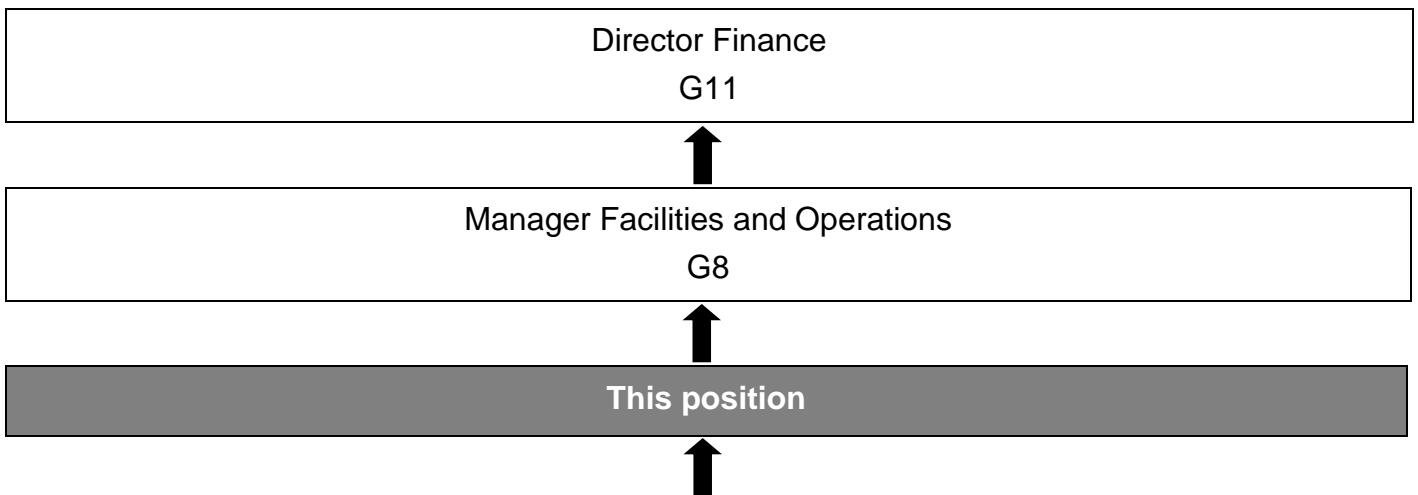 Director Finance
G11
Manager Facilities and Operations
G8
This position